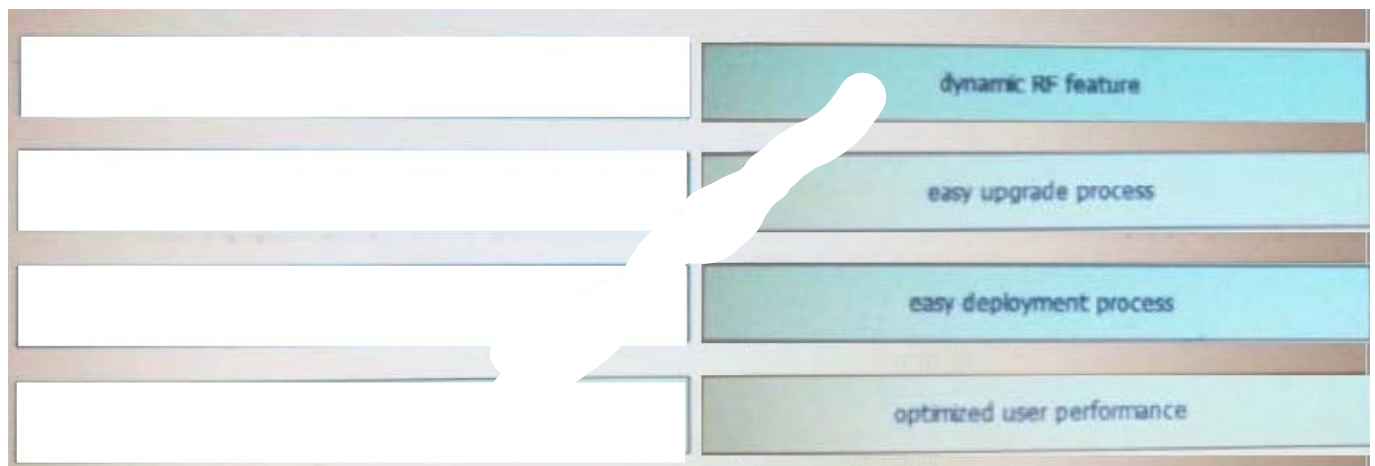 dynamic RF feature
easy upgrade process
easy deployment process
optimized user performance